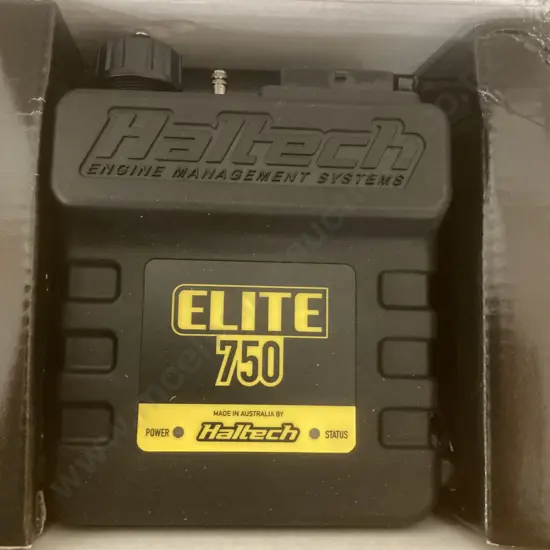 Haltech
ENGINE MANAGEMENT SYSTEMS
ELITE
750
MADE IN AUSTRALIA BY
POWER Haltech STATUS